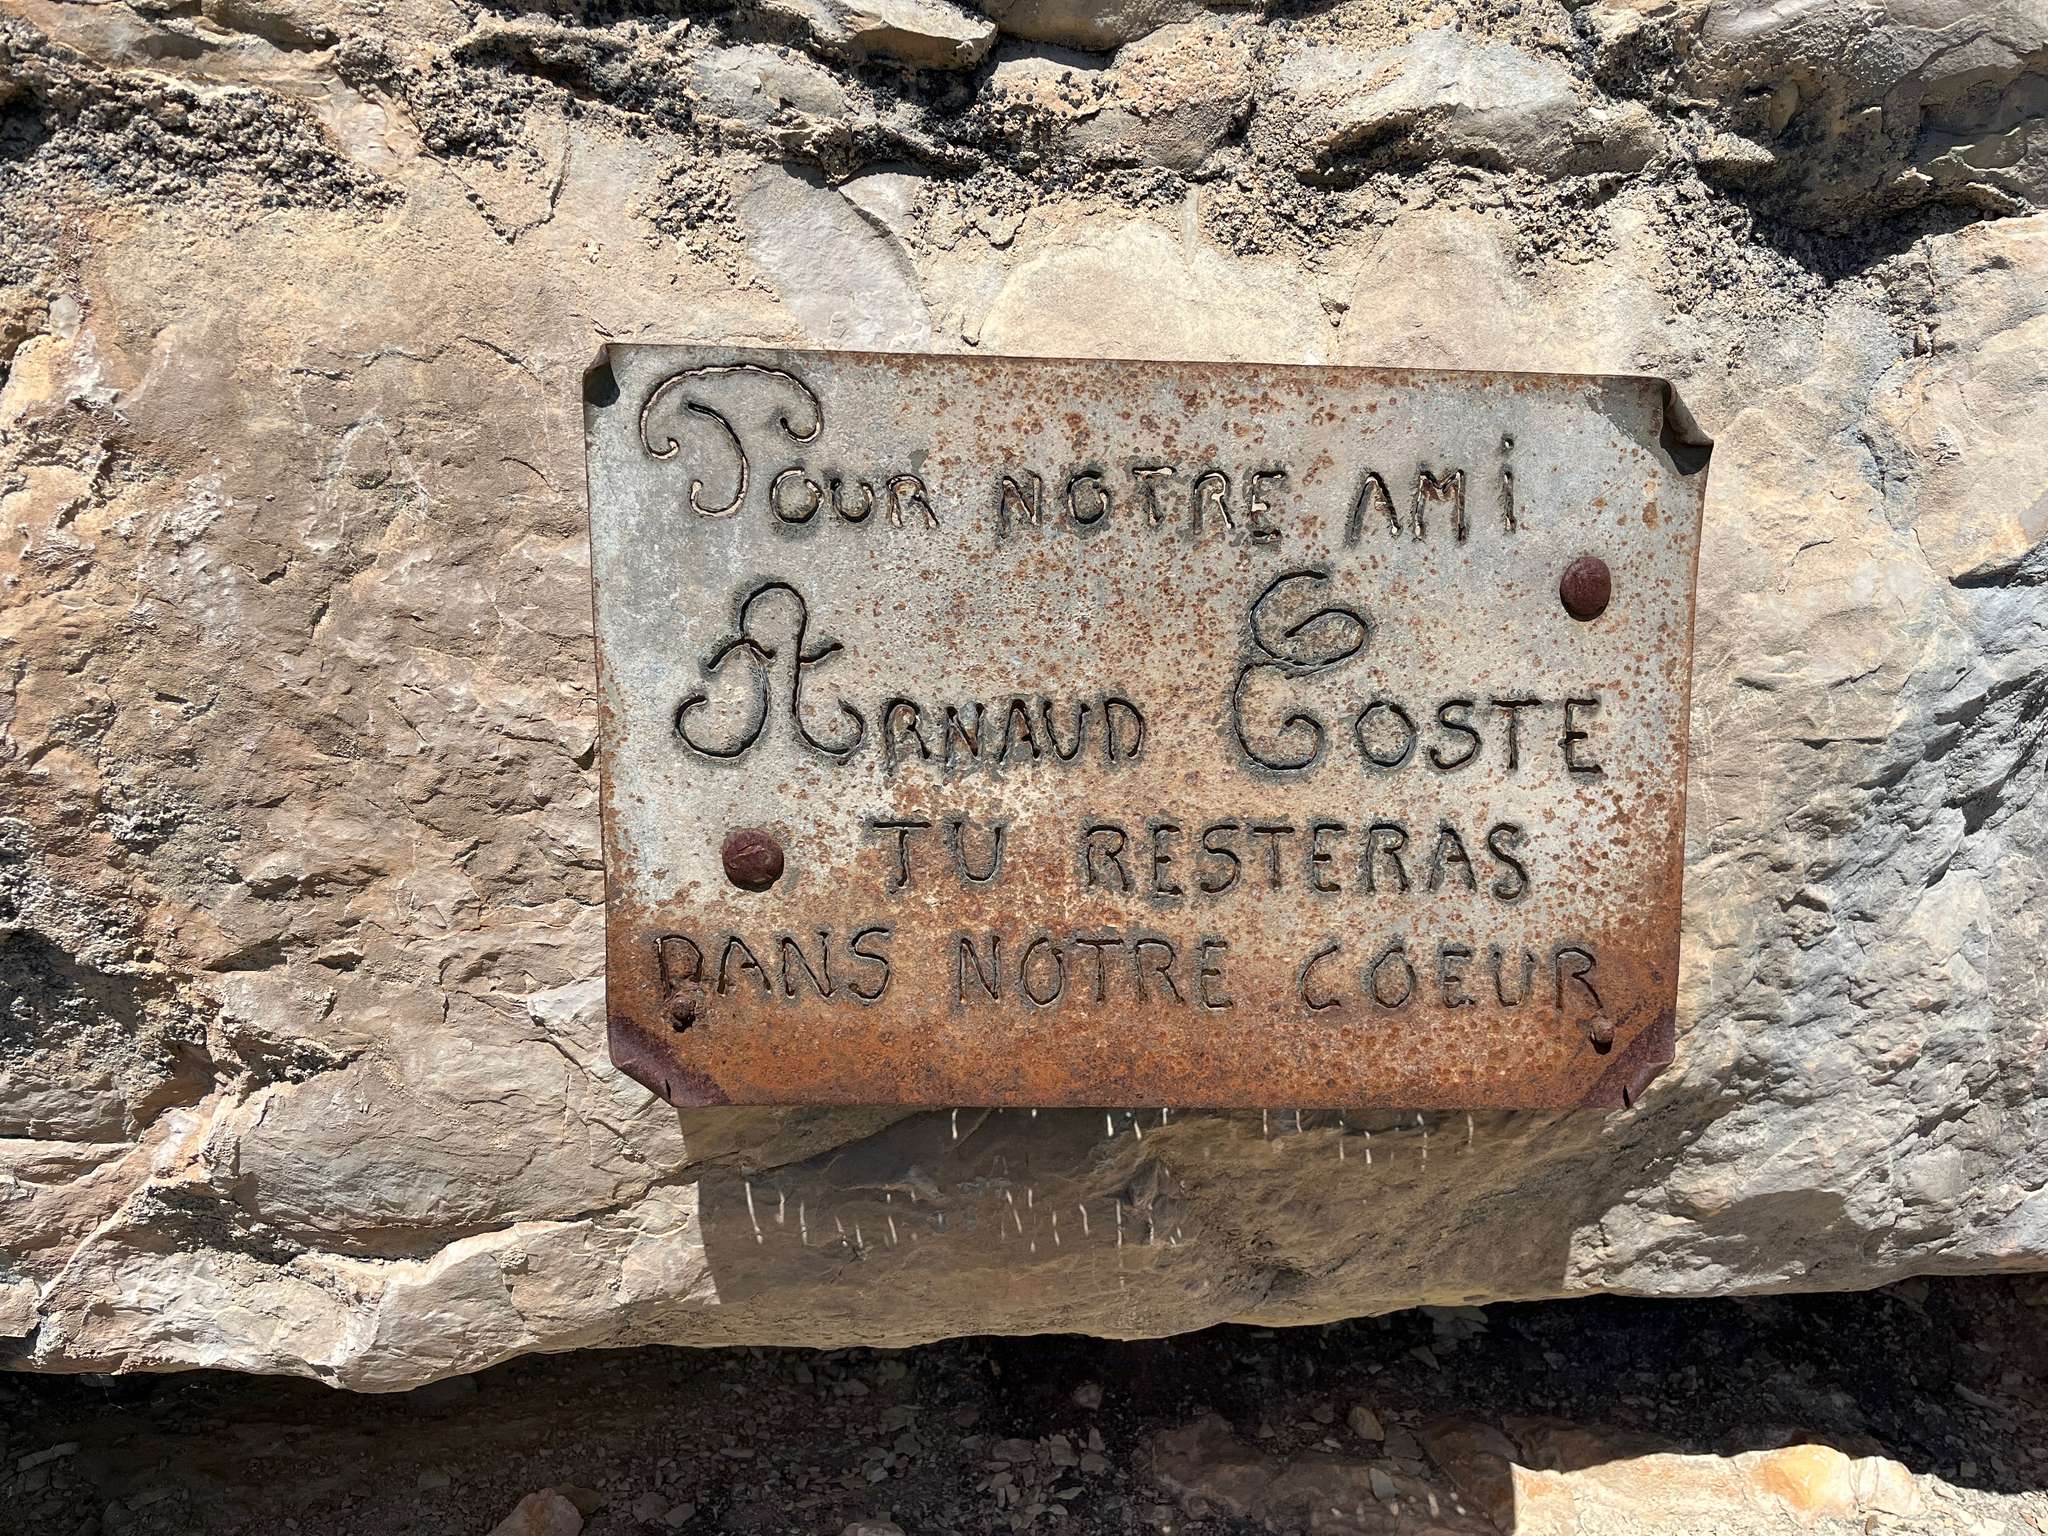 POUR NOTRE AMi
ARNAUD COSTE
TU RESTERAS
DANS NOTRE COEUR